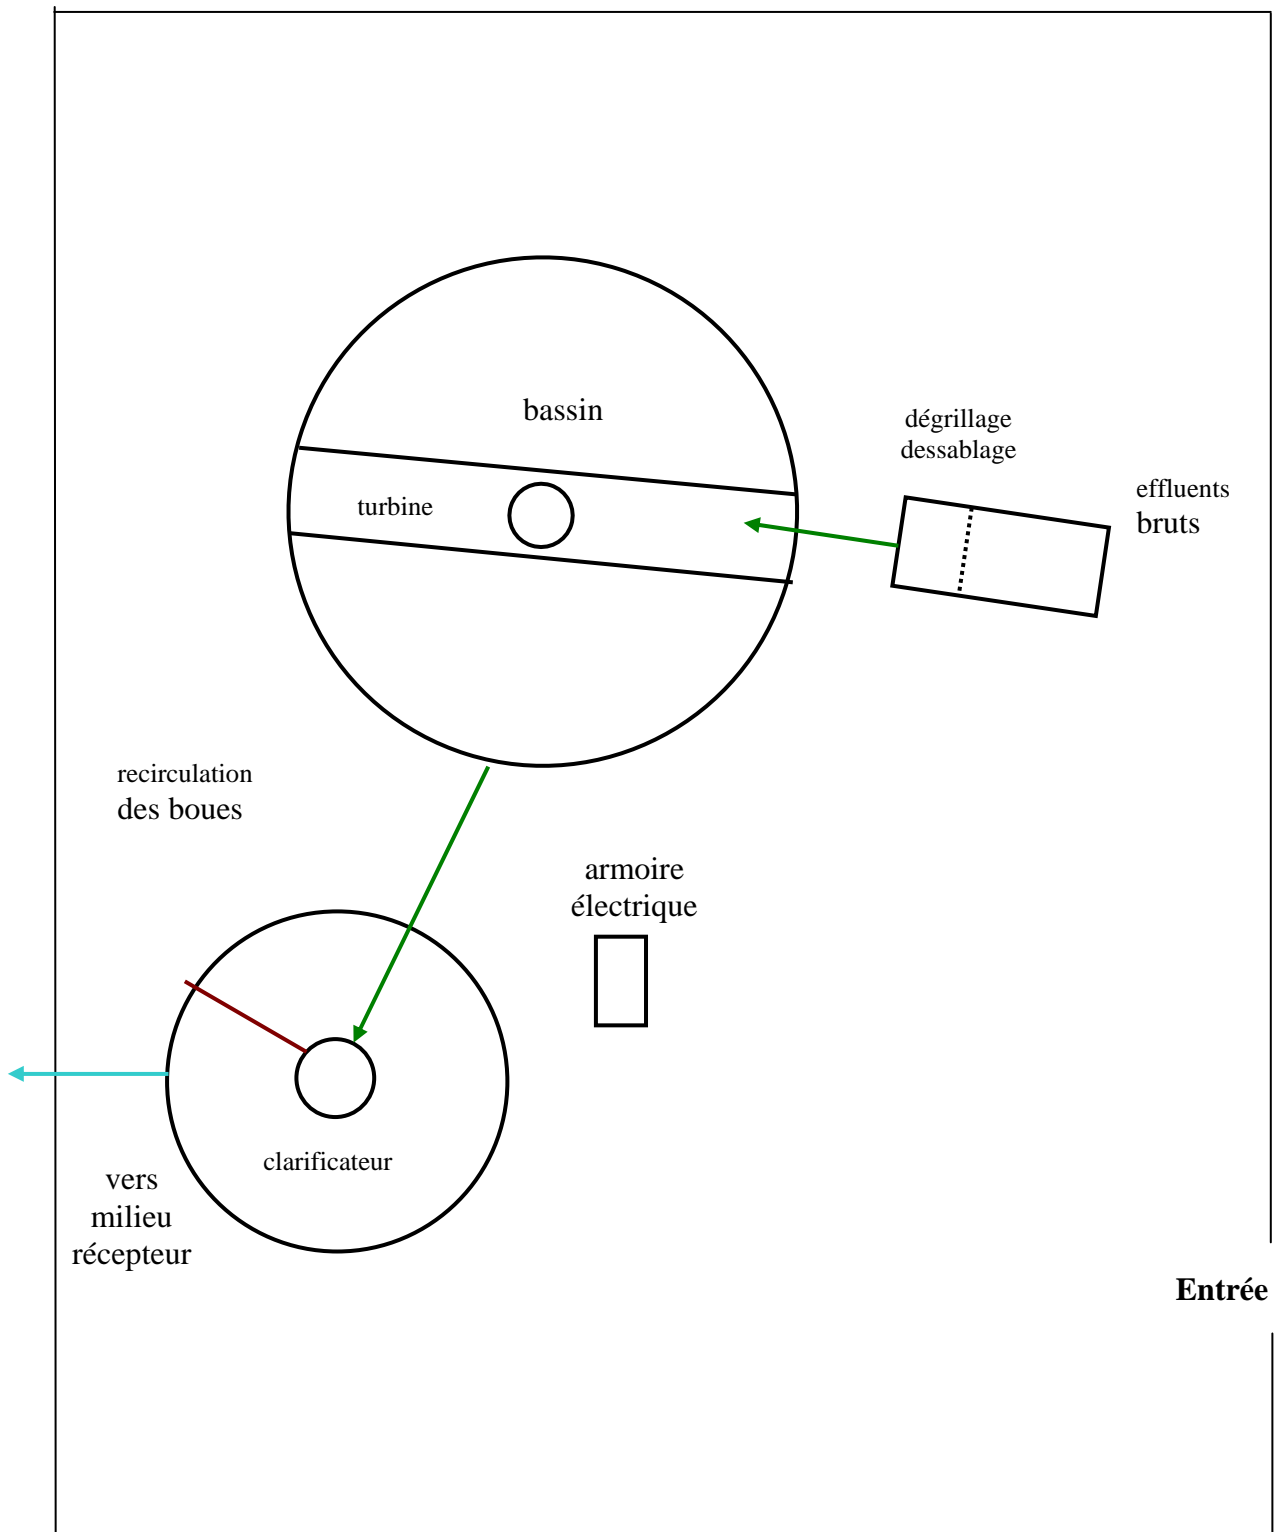 bassin
dégrillage
dessablage
effluents
bruts
turbine
recirculation
des boues
armoire
électrique
clarificateur
vers
milieu
récepteur
Entrée